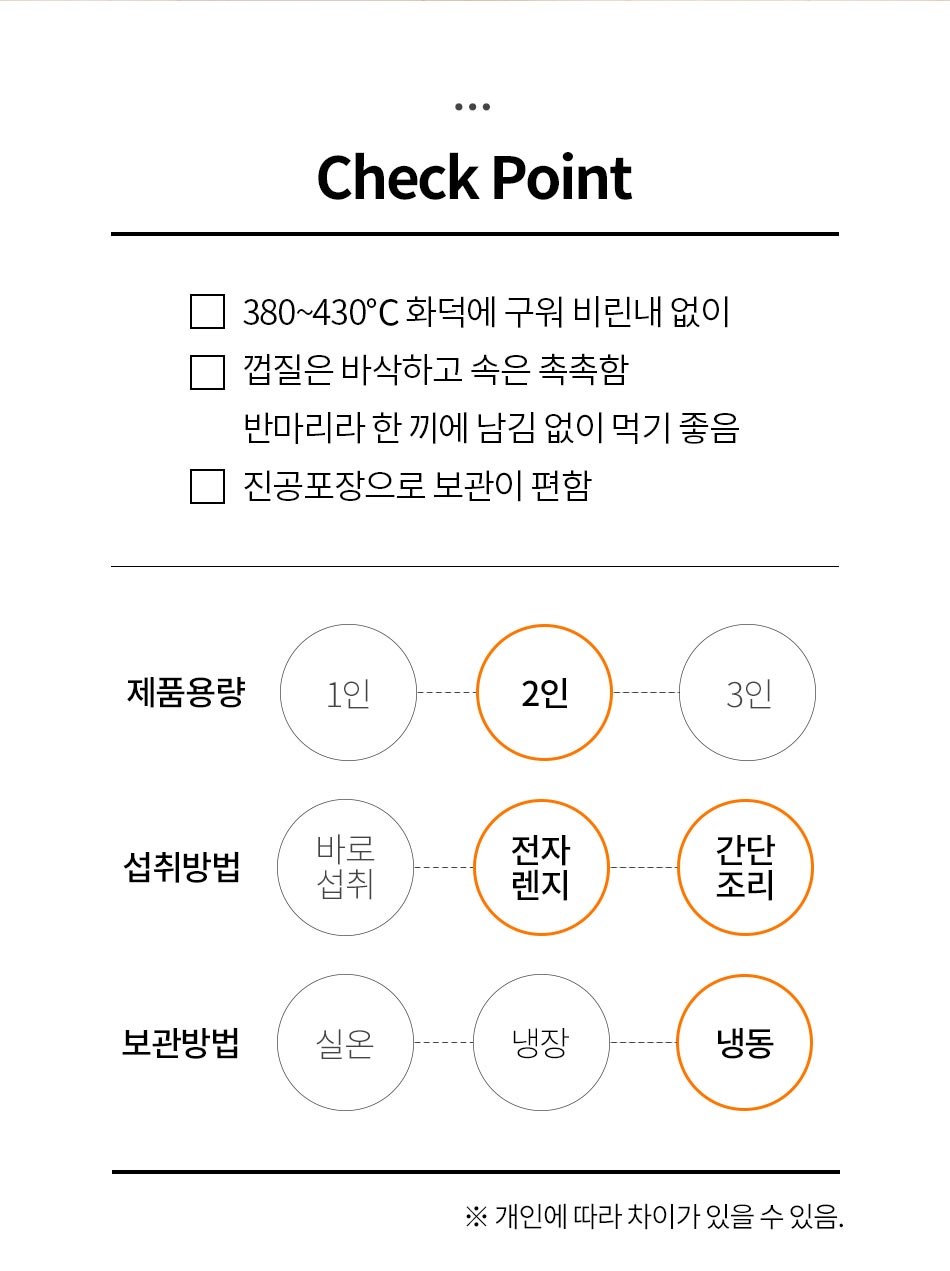 Check Point
380~430℃ 화덕에 구워 비린내 없이
껍질은 바삭하고 속은 촉촉함
반마리라 한 끼에 남김 없이 먹기 좋음
진공포장으로 보관이 편함
제품용량 1인 2인 3인
섭취방법 바로 섭취 전자 렌지 간단 조리
보관방법 실온 냉장 냉동
※ 개인에 따라 차이가 있을 수 있음.